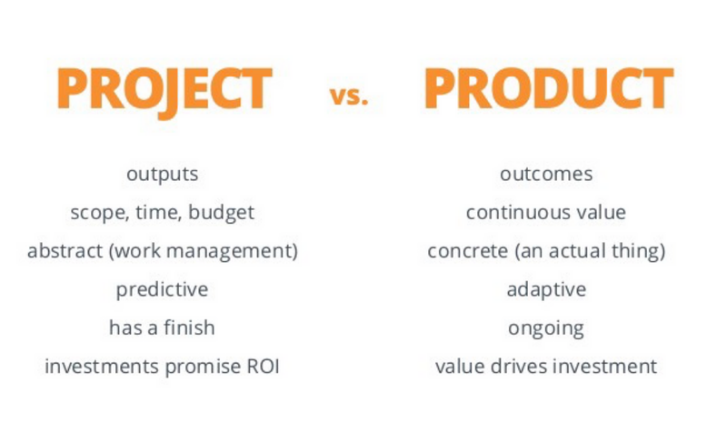 PROJECT vs. PRODUCT
outputs
outcomes
scope, time, budget
continuous value
abstract (work management)
concrete (an actual thing)
predictive
adaptive
has a finish
ongoing
investments promise ROI
value drives investment